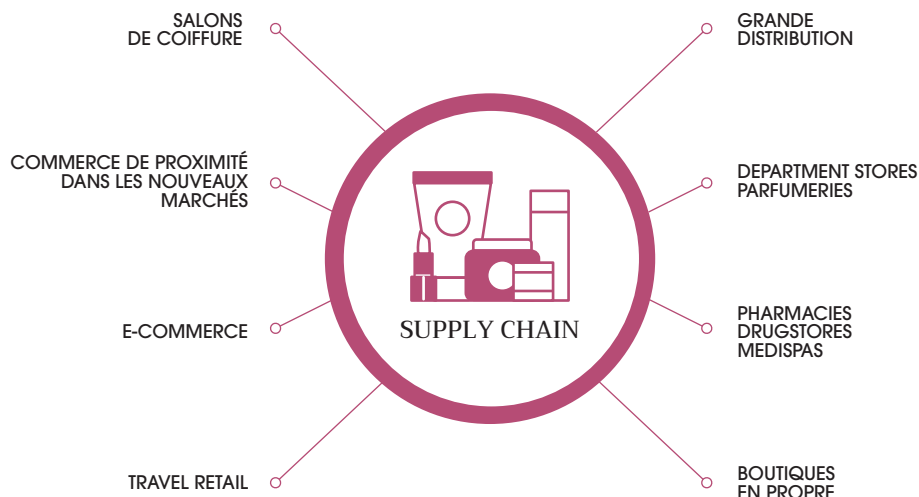 SALONS
DE COIFFURE
GRANDE
DISTRIBUTION
COMMERCE DE PROXIMITÉ
DANS LES NOUVEAUX
MARCHÉS
DEPARTMENT STORES
PARFUMERIES
E-COMMERCE
SUPPLY CHAIN
PHARMACIES
DRUGSTORES
MEDISPAS
TRAVEL RETAIL
BOUTIQUES
EN PROPRE